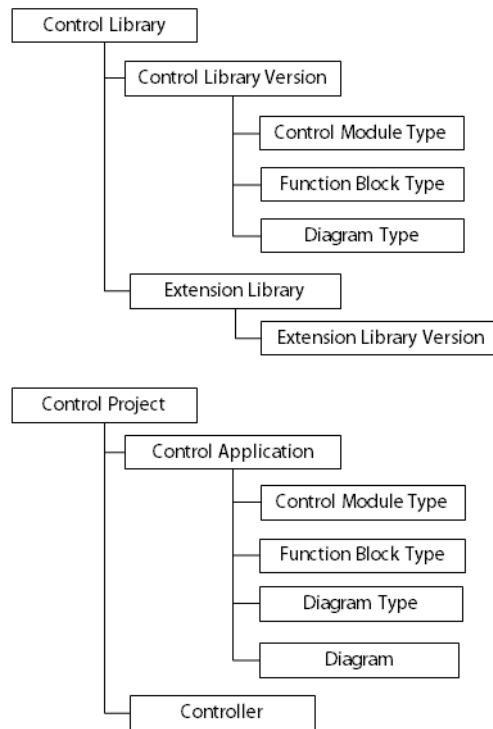 Control Library
Control Library Version
Control Module Type
Function Block Type
Diagram Type
Extension Library
Extension Library Version
Control Project
Control Application
Control Module Type
Function Block Type
Diagram Type
Diagram
Controller